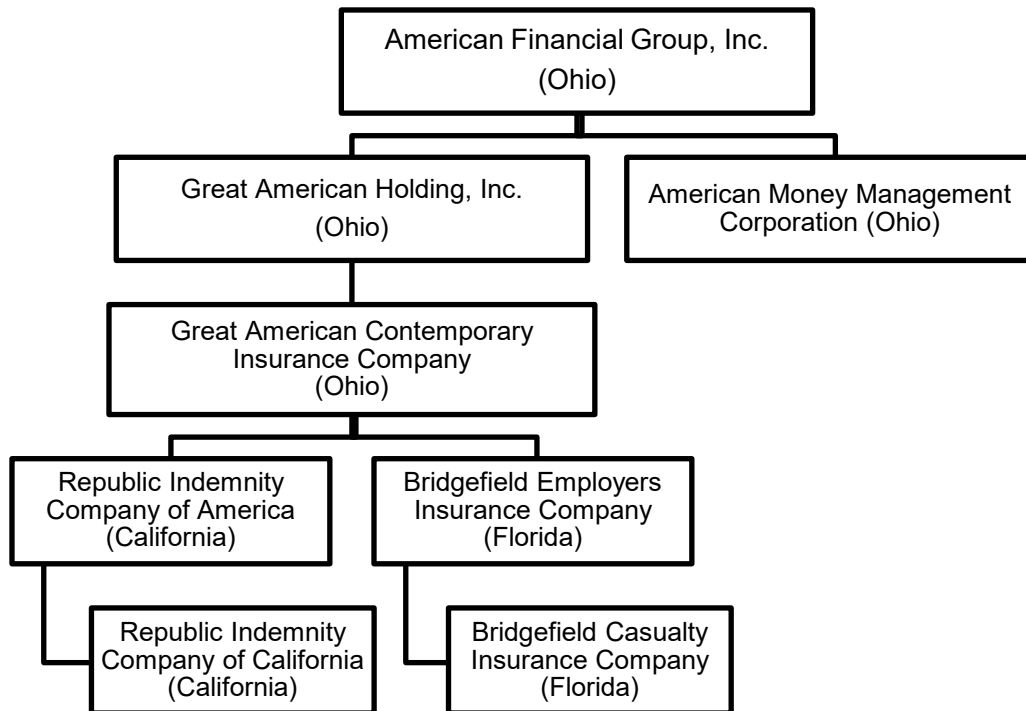 American Financial Group, Inc.
(Ohio)
Great American Holding, Inc.
(Ohio)
American Money Management
Corporation (Ohio)
Great American Contemporary
Insurance Company
(Ohio)
Republic Indemnity
Company of America
(California)
Bridgefield Employers
Insurance Company
(Florida)
Republic Indemnity
Company of California
(California)
Bridgefield Casualty
Insurance Company
(Florida)